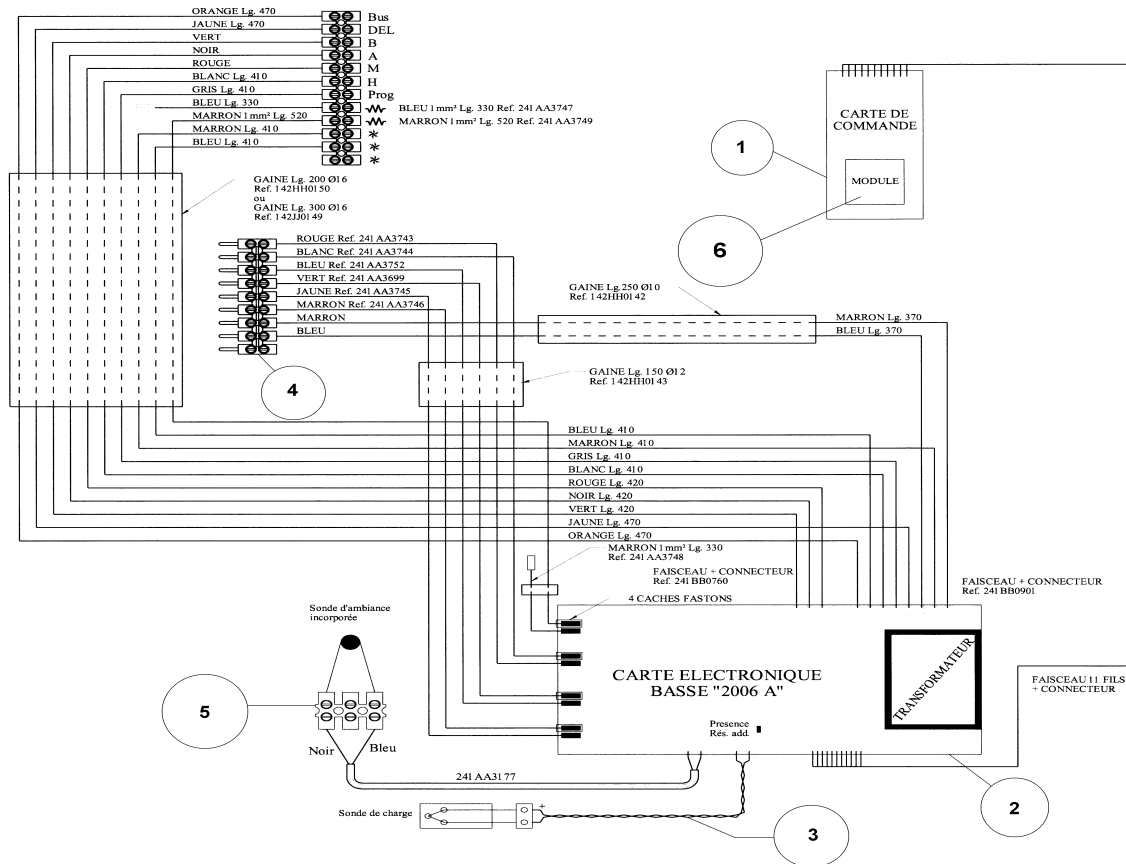 ORANGE Lg. 470
Bus
JAUNE Lg. 470
DEL
VERT
B
NOIR
A
ROUGE
M
BLANC Lg. 410
H
GRIS Lg. 410
Prog
BLEU Lg. 330
BLEU 1mm² Lg. 330 Ref. 241AA3747
MARRON 1mm² Lg. 520
MARRON 1mm² Lg. 520 Ref. 241AA3749
MARRON Lg. 410
*
BLEU Lg. 410
*
*
GAINE Lg. 200 Ø16
Ref. 142HH0150
ou
GAINE Lg. 300 Ø16
Ref. 142JJ0149
CARTE DE
COMMANDE
MODULE
1
6
ROUGE Ref. 241AA3743
BLANC Ref. 241AA3744
BLEU Ref. 241AA3752
VERT Ref. 241AA3699
JAUNE Ref. 241AA3745
MARRON Ref. 241AA3746
MARRON
BLEU
4
GAINE Lg.250 Ø10
Ref. 142HH0142
MARRON Lg. 370
BLEU Lg. 370
GAINE Lg. 150 Ø12
Ref. 142HH0143
BLEU Lg. 410
MARRON Lg. 410
GRIS Lg. 410
BLANC Lg. 410
ROUGE Lg. 420
NOIR Lg. 420
VERT Lg. 420
JAUNE Lg. 470
ORANGE Lg. 470
MARRON 1mm² Lg. 330
Ref. 241AA3748
FAISCEAU + CONNECTEUR
Ref. 241BB0760
4 CACHES FASTONS
FAISCEAU + CONNECTEUR
Ref. 241BB0901
Sonde d'ambiance
incorporée
CARTE ELECTRONIQUE
BASSE "2006 A"
TRANSFORMATEUR
FAISCEAU 11 FILS
+ CONNECTEUR
5
Presence
Rés. add.
Noir
Bleu
241AA3177
Sonde de charge
+
3
2